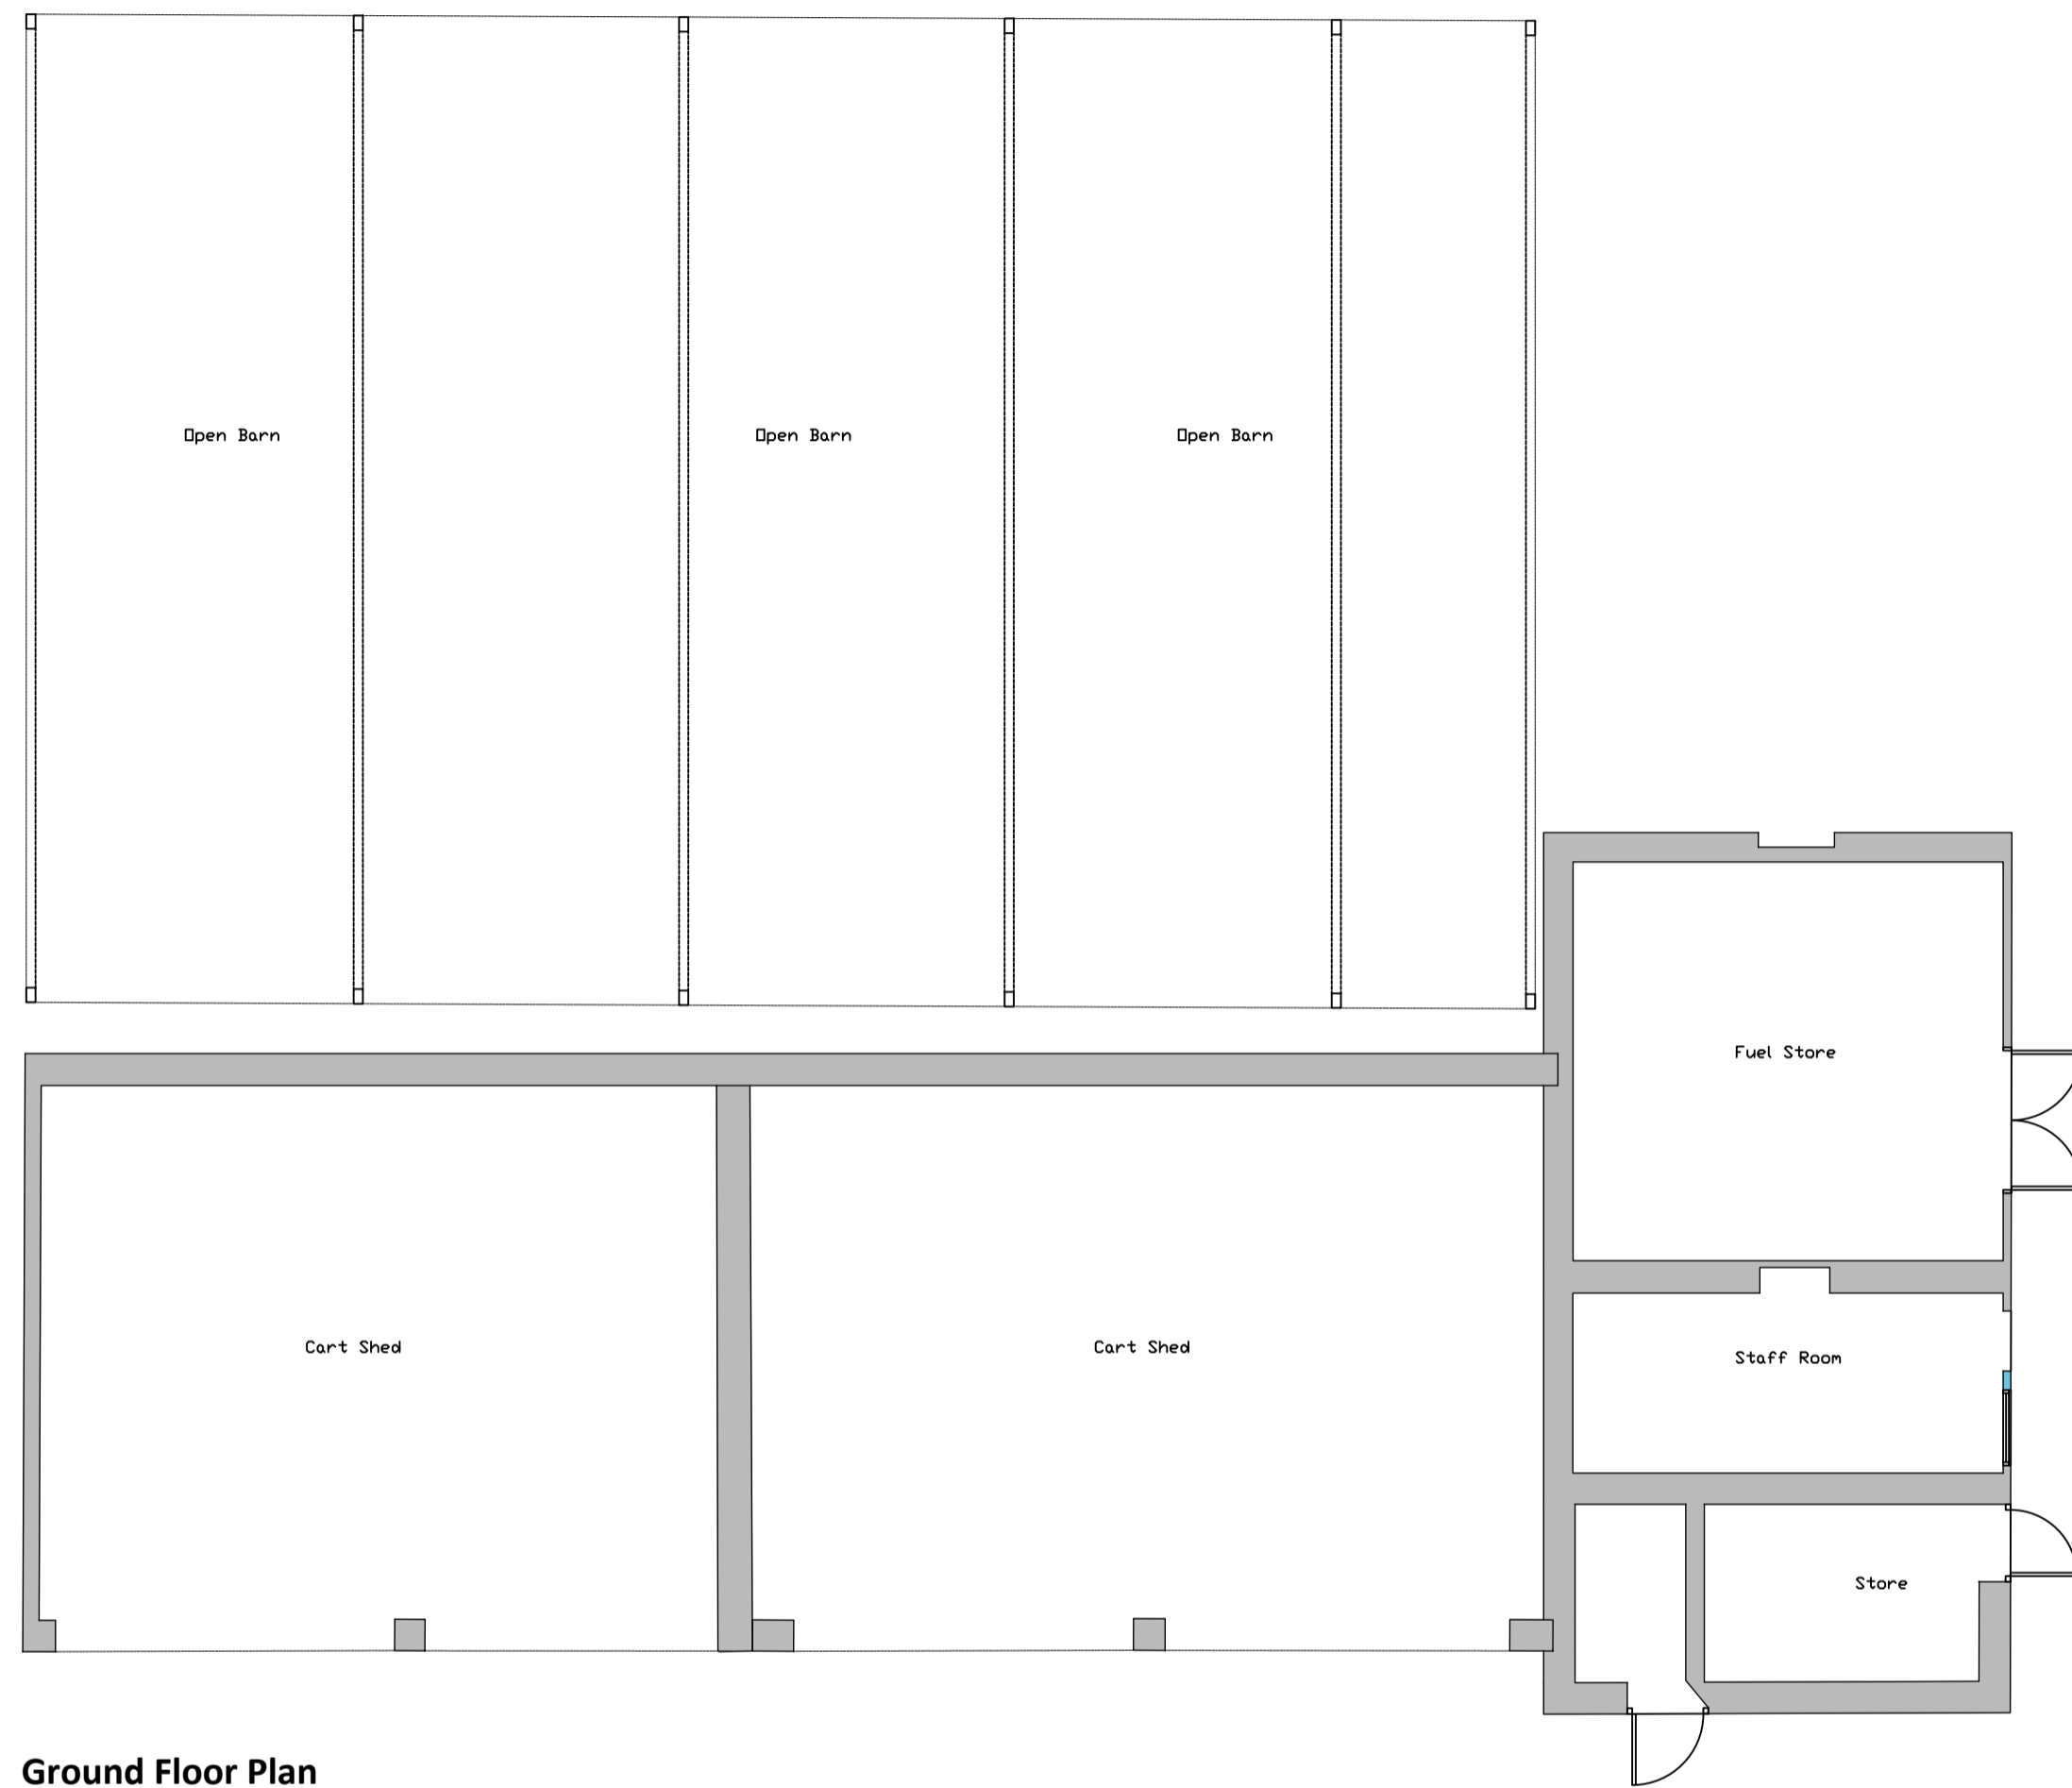 Open Barn
Open Barn
Open Barn
Fuel Store
Cart Shed
Cart Shed
Staff Room
Store
Ground Floor Plan